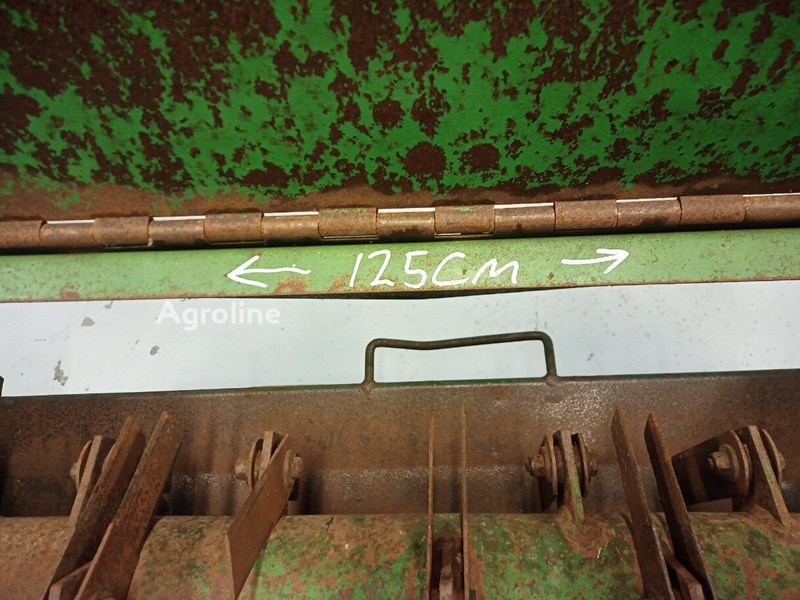 ← 125CM →
Agroline